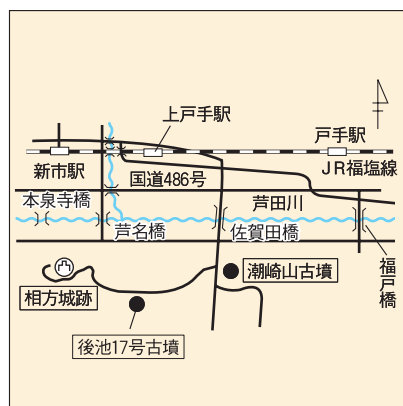 上戸手駅
戸手駅
新市駅
JR福塩線
国道486号
本泉寺橋
芦田川
芦名橋
佐賀田橋
福戸橋
潮崎山古墳
相方城跡
後池17号古墳